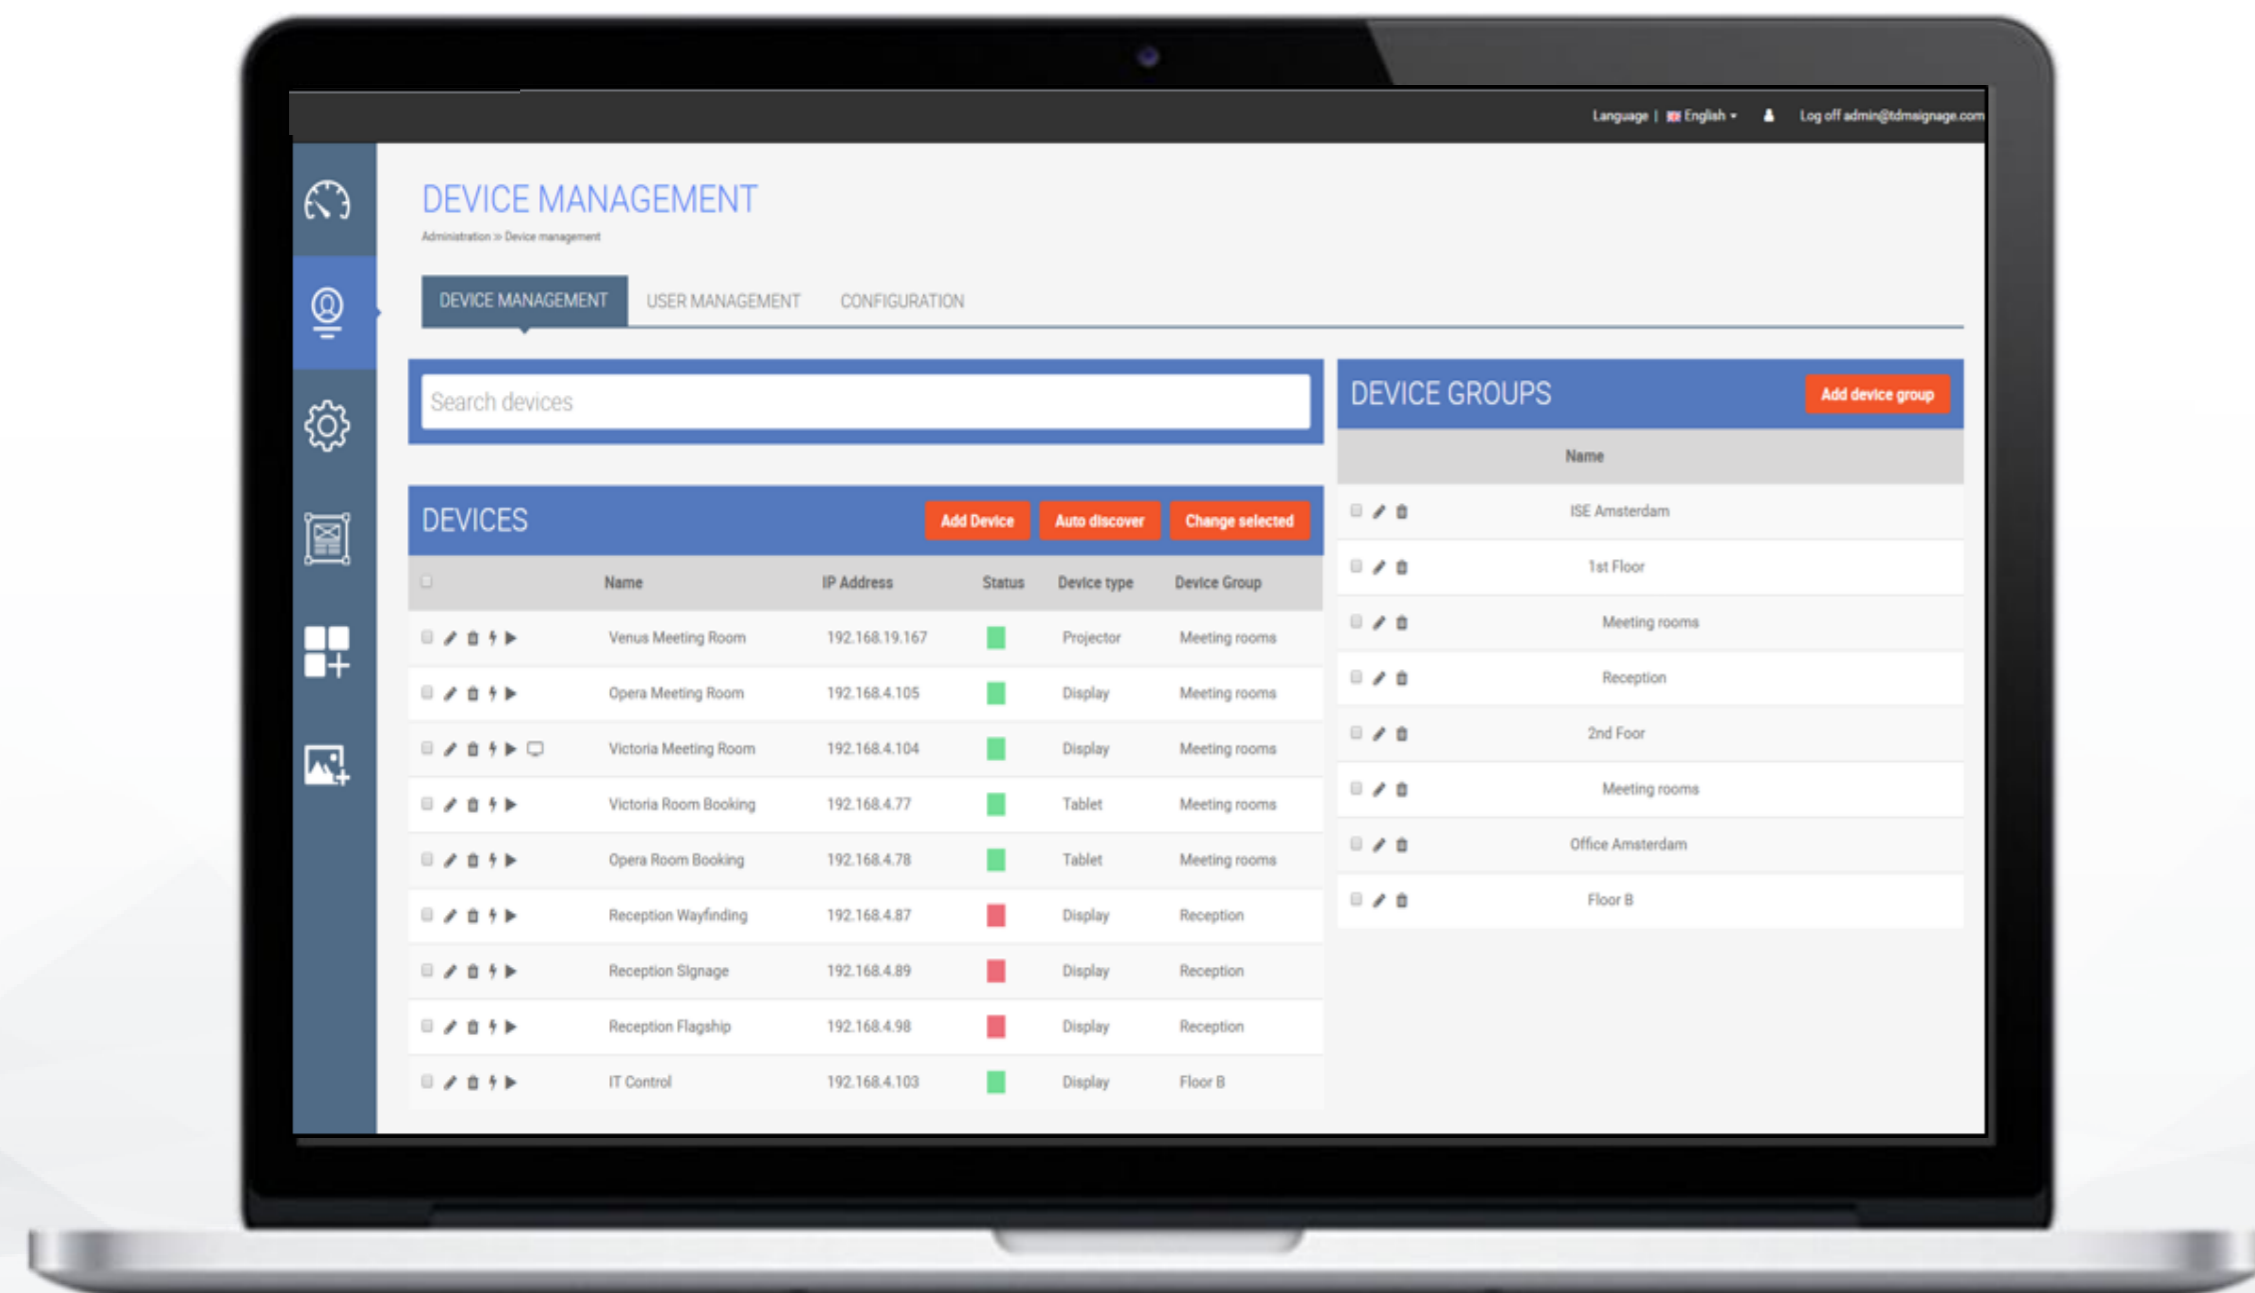 Language | English
Log off admin@tdmsignage.com
DEVICE MANAGEMENT
Administration >> Device management
DEVICE MANAGEMENT USER MANAGEMENT CONFIGURATION
Search devices
DEVICES Add Device Auto discover Change selected
Name IP Address Status Device type Device Group
Venus Meeting Room 192.168.19.167 Projector Meeting rooms
Opera Meeting Room 192.168.4.105 Display Meeting rooms
Victoria Meeting Room 192.168.4.104 Display Meeting rooms
Victoria Room Booking 192.168.4.77 Tablet Meeting rooms
Opera Room Booking 192.168.4.78 Tablet Meeting rooms
Reception Wayfinding 192.168.4.87 Display Reception
Reception SIgnage 192.168.4.89 Display Reception
Reception Flagship 192.168.4.98 Display Reception
IT Control 192.168.4.103 Display Floor B
DEVICE GROUPS Add device group
Name
ISE Amsterdam
1st Floor
Meeting rooms
Reception
2nd Foor
Meeting rooms
Office Amsterdam
Floor B